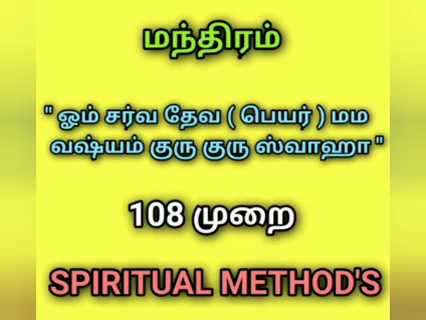 மந்திரம்
" ஓம் சர்வ தேவ ( பெயர் ) மம
வஷ்யம் குரு குரு ஸ்வாஹா "
108 முறை
SPIRITUAL METHOD'S